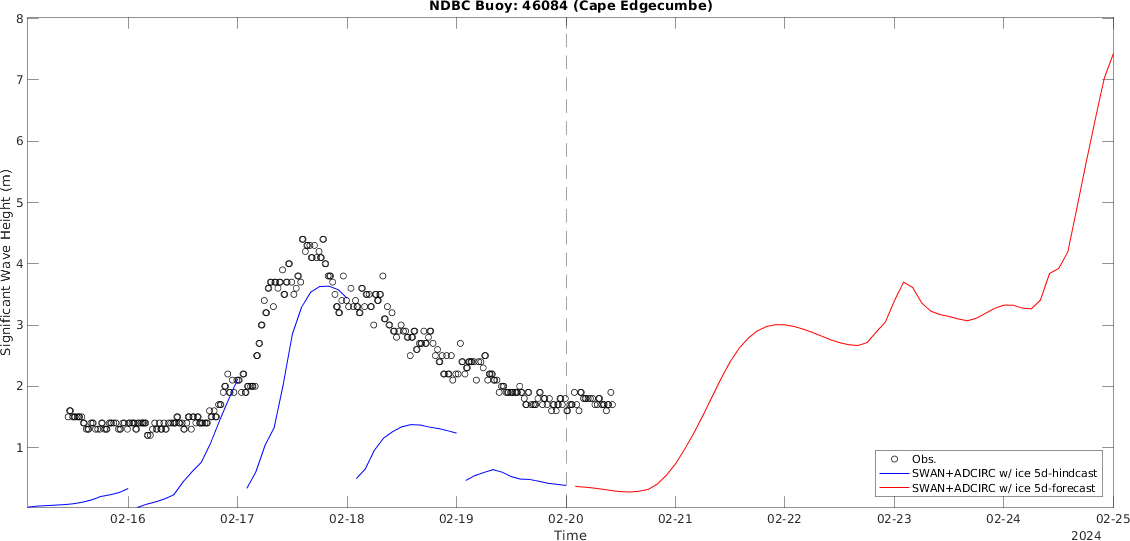 NDBC Buoy: 46084 (Cape Edgecumbe)
8
7
6
5
4
3
2
1
Significant Wave Height (m)
Obs.
SWAN+ADCIRC w/ ice 5d-hindcast
SWAN+ADCIRC w/ ice 5d-forecast
02-16 02-17 02-18 02-19 02-20 02-21 02-22 02-23 02-24 02-25
Time
2024